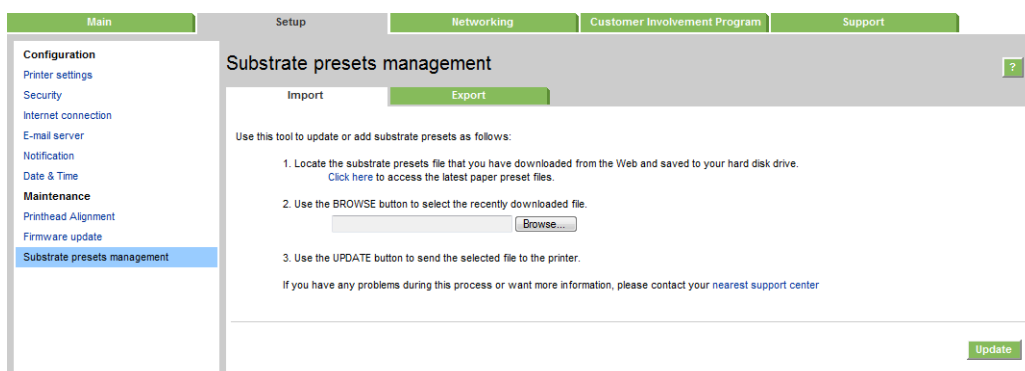 Main Setup Networking Customer Involvement Program Support
Configuration
Printer settings
Security
Internet connection
E-mail server
Notification
Date & Time
Maintenance
Printhead Alignment
Firmware update
Substrate presets management
Substrate presets management
?
Import Export
Use this tool to update or add substrate presets as follows:
1. Locate the substrate presets file that you have downloaded from the Web and saved to your hard disk drive.
Click here to access the latest paper preset files.
2. Use the BROWSE button to select the recently downloaded file.
Browse...
3. Use the UPDATE button to send the selected file to the printer.
If you have any problems during this process or want more information, please contact your nearest support center
Update